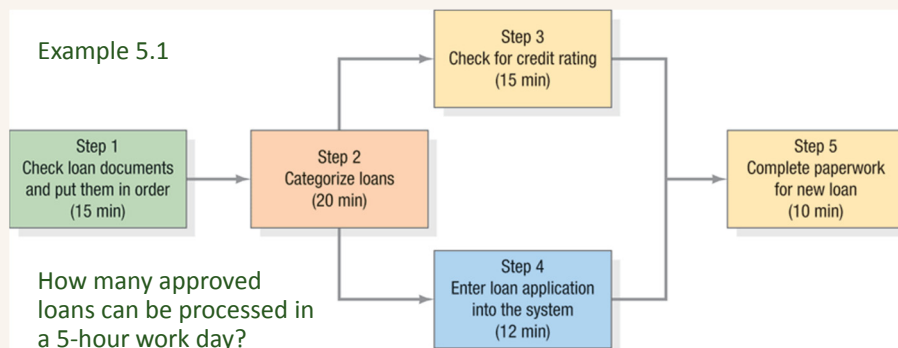 Example 5.1
Step 1
Check loan documents
and put them in order
(15 min)
Step 2
Categorize loans
(20 min)
Step 3
Check for credit rating
(15 min)
Step 4
Enter loan application
into the system
(12 min)
Step 5
Complete paperwork
for new loan
(10 min)
How many approved
loans can be processed in
a 5-hour work day?